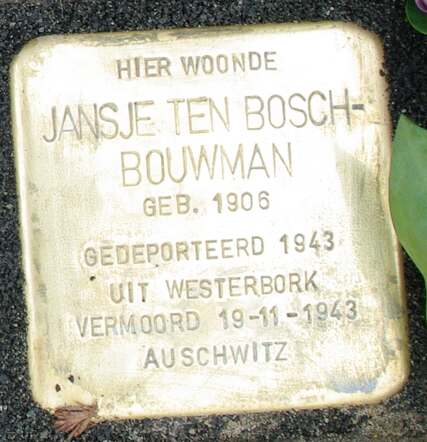 HIER WOONDE
JANSJE TEN BOSCH-
BOUWMAN
GEB. 1906
GEDEPORTEERD 1943
UIT WESTERBORK
VERMOORD 19-11-1943
AUSCHWITZ